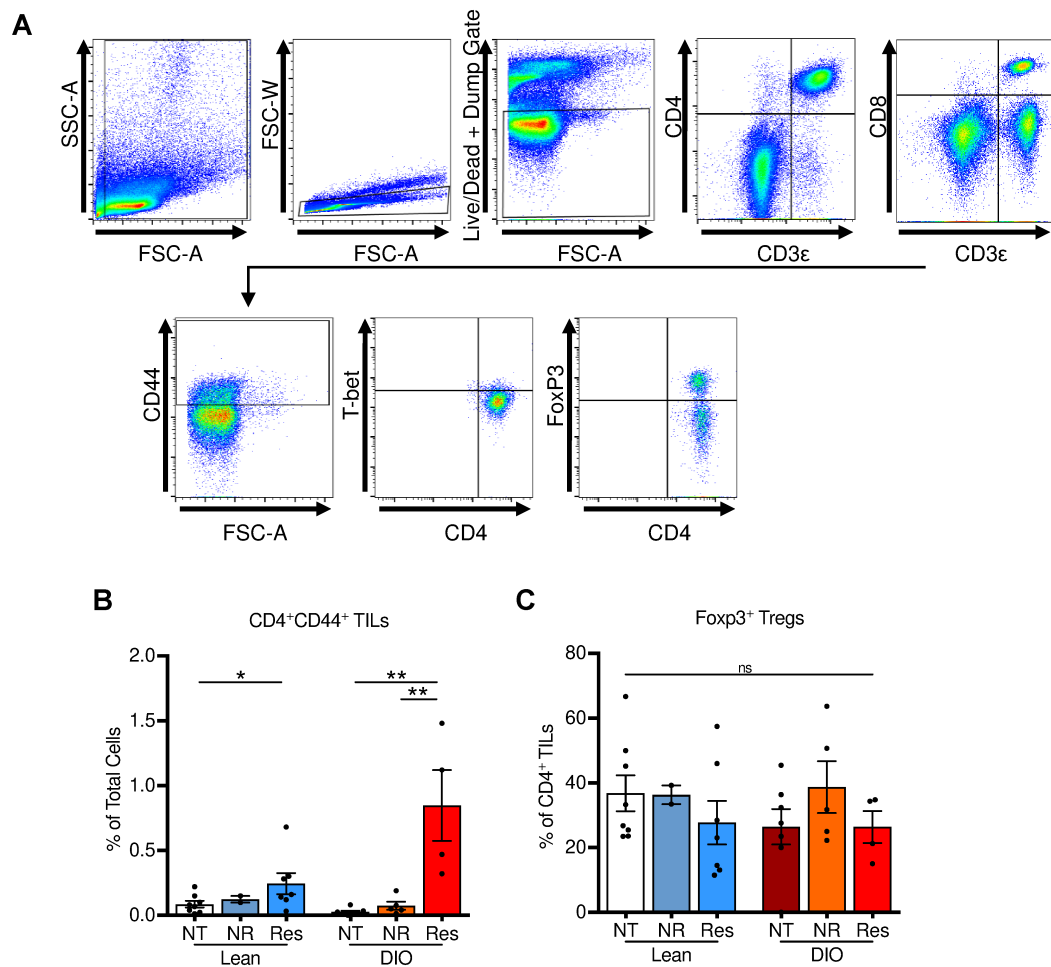 A
SSC-A
FSC-A
FSC-W
FSC-A
Live/Dead + Dump Gate
FSC-A
CD4
CD3ε
CD8
CD3ε
CD44
FSC-A
T-bet
CD4
FoxP3
CD4
B
CD4⁺CD44⁺ TILs
% of Total Cells
2.0
1.5
1.0
0.5
0.0
*
**
**
NT NR Res NT NR Res
Lean DIO
C
Foxp3⁺ Tregs
% of CD4⁺ TILs
80
60
40
20
0
ns
NT NR Res NT NR Res
Lean DIO